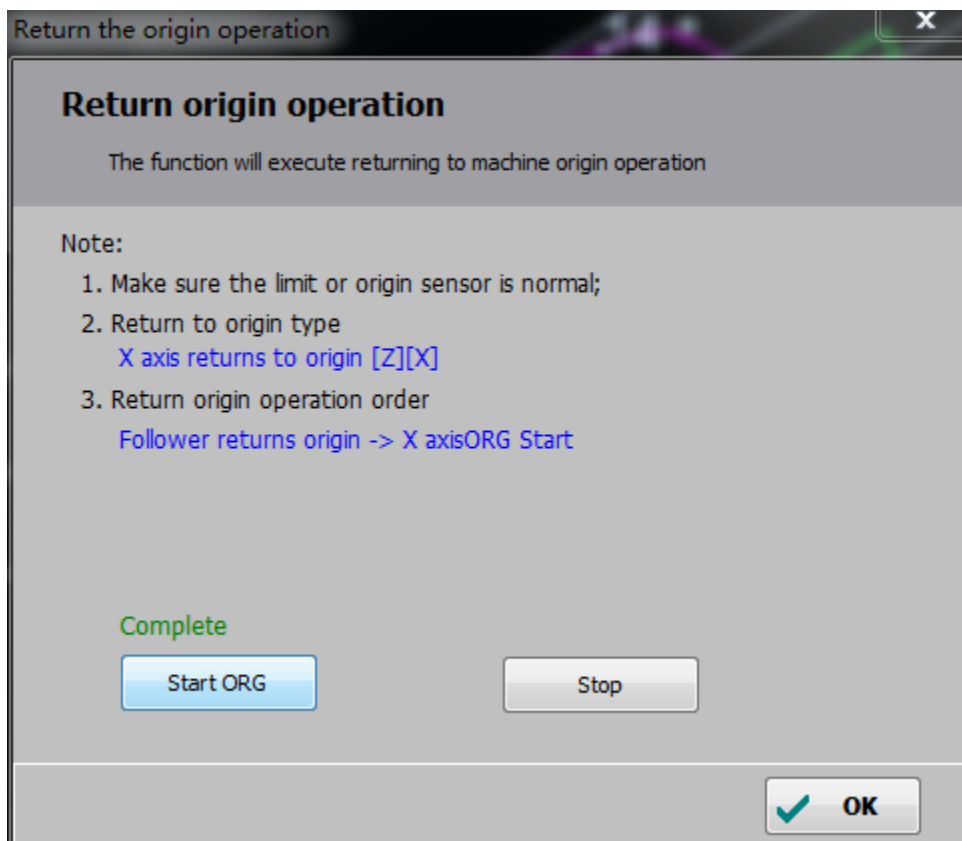 Return the origin operation
X
Return origin operation
The function will execute returning to machine origin operation
Note:
1. Make sure the limit or origin sensor is normal;
2. Return to origin type
X axis returns to origin [Z][X]
3. Return origin operation order
Follower returns origin -> X axisORG Start
Complete
Start ORG
Stop
OK